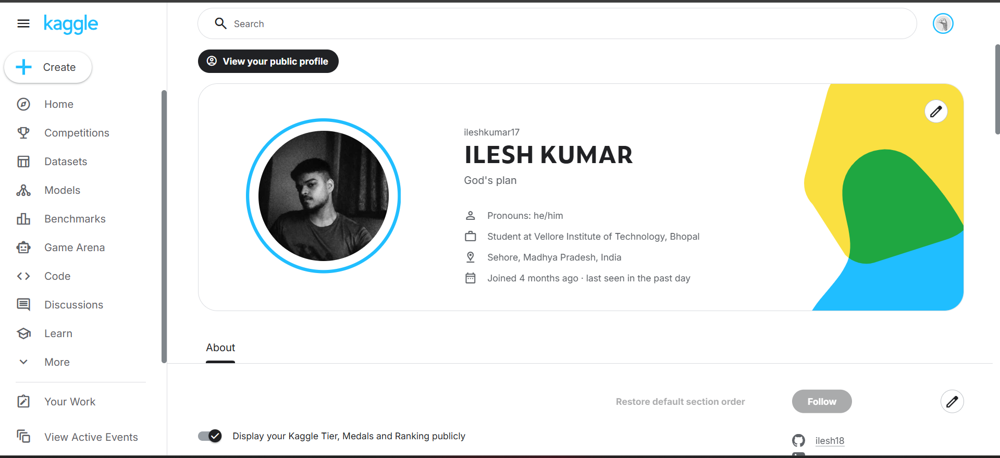 kaggle
Search
Create
Home
Competitions
Datasets
Models
Benchmarks
Game Arena
Code
Discussions
Learn
More
Your Work
View Active Events
View your public profile
ileshkumar17
ILESH KUMAR
God's plan
Pronouns: he/him
Student at Vellore Institute of Technology, Bhopal
Sehore, Madhya Pradesh, India
Joined 4 months ago · last seen in the past day
About
Restore default section order
Follow
Display your Kaggle Tier, Medals and Ranking publicly
ilesh18